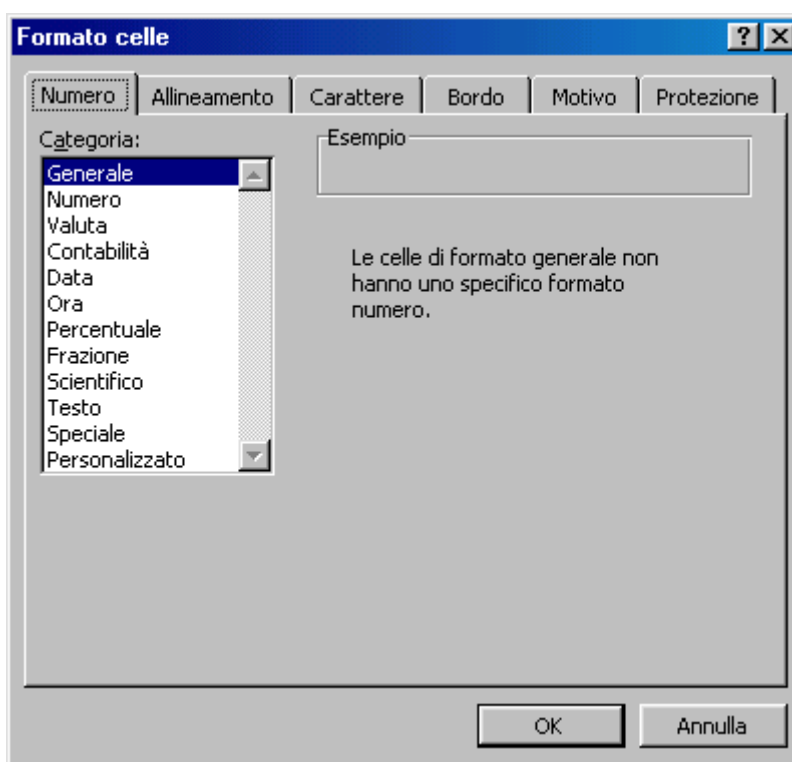 Formato celle
Numero Allineamento Carattere Bordo Motivo Protezione
Categoria:
Generale
Numero
Valuta
Contabilità
Data
Ora
Percentuale
Frazione
Scientifico
Testo
Speciale
Personalizzato
Esempio
Le celle di formato generale non
hanno uno specifico formato
numero.
OK Annulla